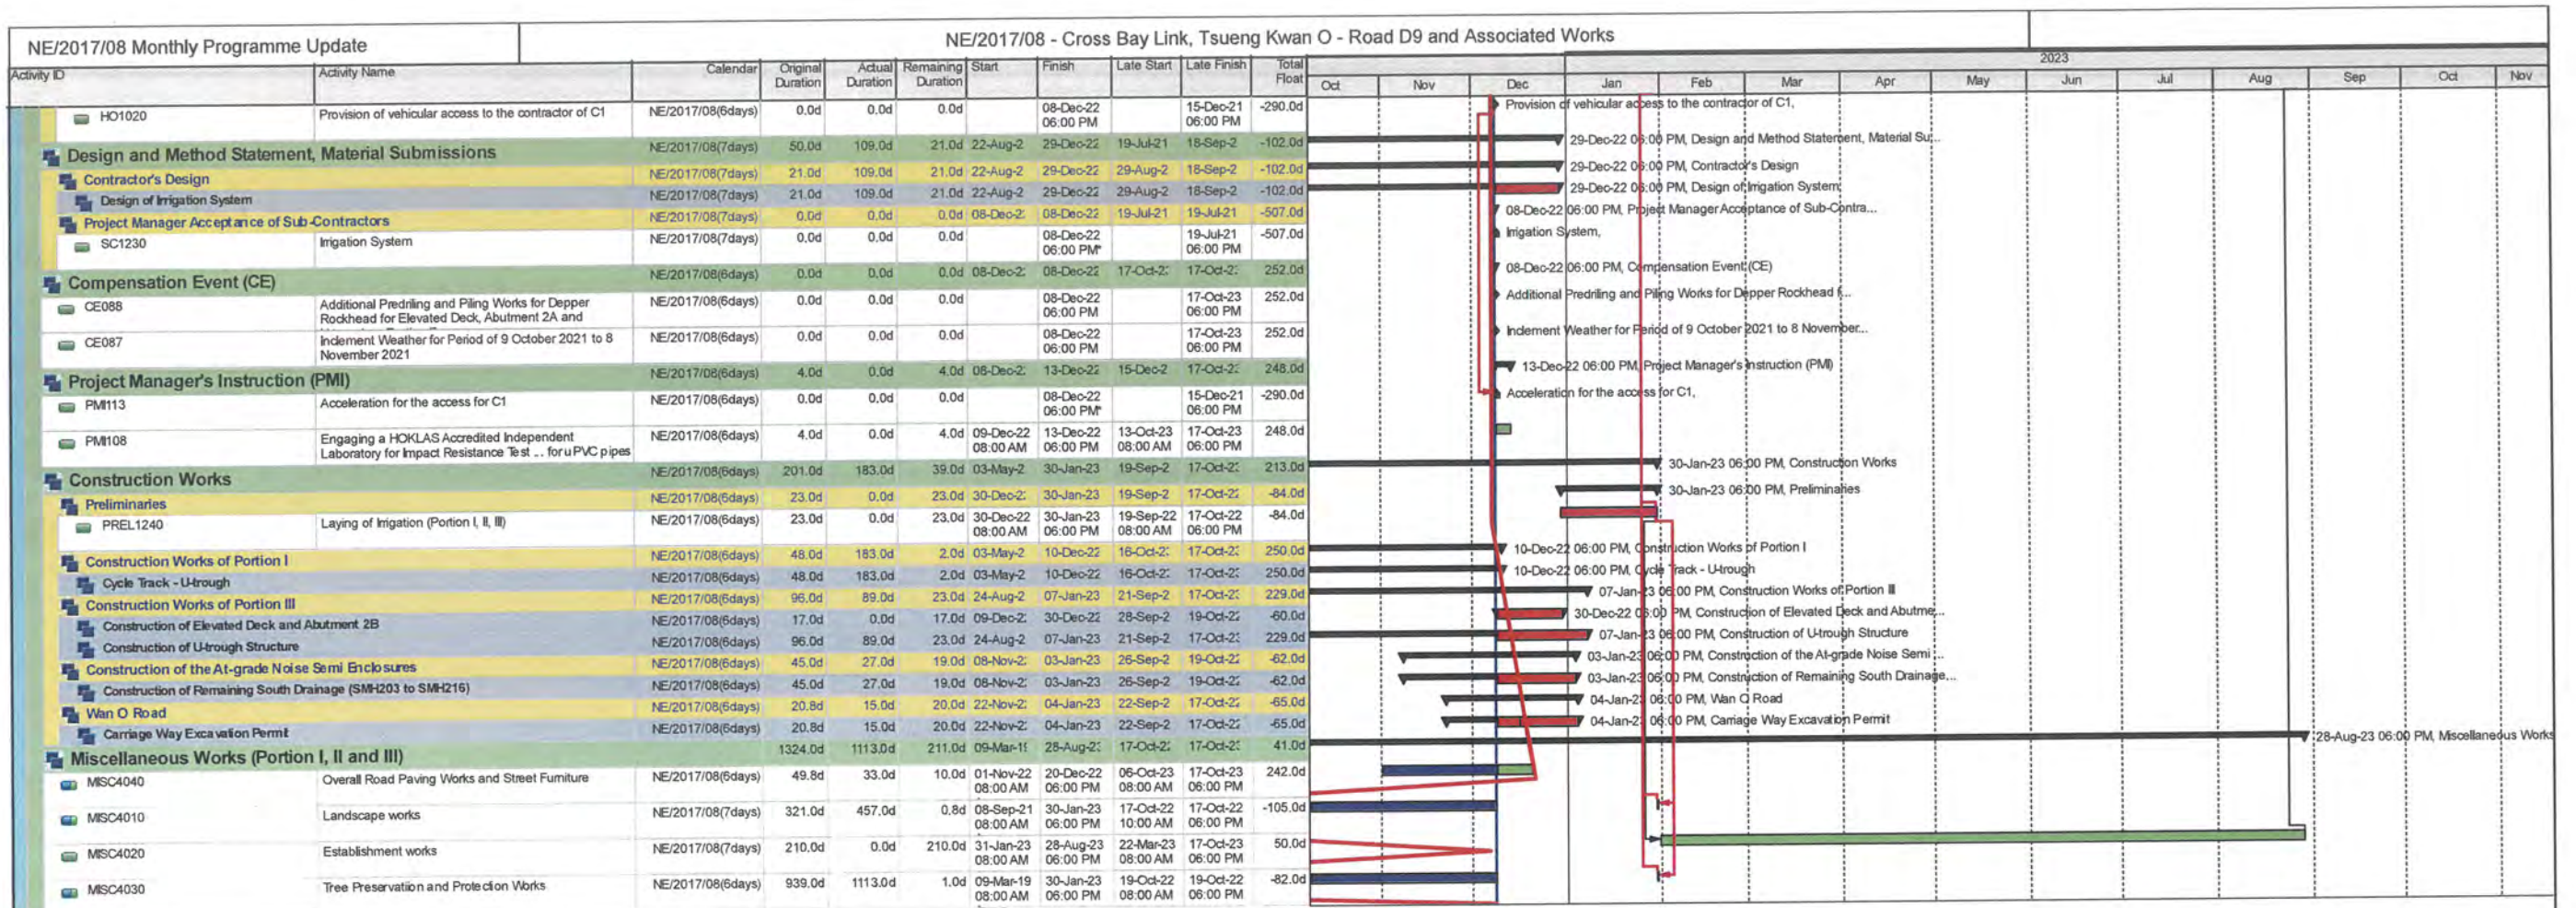 NE/2017/08 Monthly Programme Update
NE/2017/08 - Cross Bay Link, Tsueng Kwan O - Road D9 and Associated Works
Activity ID Activity Name Calendar Original Duration Actual Duration Remaining Duration Start Finish Late Start Late Finish Total Float
2023
Oct Nov Dec Jan Feb Mar Apr May Jun Jul Aug Sep Oct Nov
HO1020 Provision of vehicular access to the contractor of C1 NE/2017/08(6days) 0.0d 0.0d 0.0d 08-Dec-22 06:00 PM 15-Dec-21 06:00 PM -290.0d Provision of vehicular access to the contractor of C1,
Design and Method Statement, Material Submissions NE/2017/08(7days) 50.0d 109.0d 21.0d 22-Aug-2 29-Dec-22 19-Jul-21 18-Sep-2 -102.0d 29-Dec-22 06:00 PM, Design and Method Statement, Material Su...
Contractor's Design NE/2017/08(7days) 21.0d 109.0d 21.0d 22-Aug-2 29-Dec-22 29-Aug-2 18-Sep-2 -102.0d 29-Dec-22 06:00 PM, Contractor's Design
Design of Irrigation System NE/2017/08(7days) 21.0d 109.0d 21.0d 22-Aug-2 29-Dec-22 29-Aug-2 18-Sep-2 -102.0d 29-Dec-22 06:00 PM, Design of Irrigation System
Project Manager Acceptance of Sub-Contractors NE/2017/08(7days) 0.0d 0.0d 0.0d 08-Dec-2: 08-Dec-22 19-Jul-21 19-Jul-21 -507.0d 08-Dec-22 06:00 PM, Project Manager Acceptance of Sub-Contra...
SC1230 Irrigation System NE/2017/08(7days) 0.0d 0.0d 0.0d 08-Dec-22 06:00 PM* 19-Jul-21 06:00 PM -507.0d Irrigation System,
Compensation Event (CE) NE/2017/08(6days) 0.0d 0.0d 0.0d 08-Dec-2: 08-Dec-22 17-Oct-2: 17-Oct-2: 252.0d 08-Dec-22 06:00 PM, Compensation Event (CE)
CE088 Additional Predriling and Piling Works for Depper Rockhead for Elevated Deck, Abutment 2A and NE/2017/08(6days) 0.0d 0.0d 0.0d 08-Dec-22 06:00 PM 17-Oct-23 06:00 PM 252.0d Additional Predriling and Piling Works for Depper Rockhead f...
CE087 Inclement Weather for Period of 9 October 2021 to 8 November 2021 NE/2017/08(6days) 0.0d 0.0d 0.0d 08-Dec-22 06:00 PM 17-Oct-23 06:00 PM 252.0d Inclement Weather for Period of 9 October 2021 to 8 November...
Project Manager's Instruction (PMI) NE/2017/08(6days) 4.0d 0.0d 4.0d 08-Dec-2: 13-Dec-22 15-Dec-2 17-Oct-2: 248.0d 13-Dec-22 06:00 PM, Project Manager's Instruction (PMI)
PMI113 Acceleration for the access for C1 NE/2017/08(6days) 0.0d 0.0d 0.0d 08-Dec-22 06:00 PM* 15-Dec-21 06:00 PM -290.0d Acceleration for the access for C1,
PMI108 Engaging a HOKLAS Accredited Independent Laboratory for Impact Resistance Test ... for uPVC pipes NE/2017/08(6days) 4.0d 0.0d 4.0d 09-Dec-22 08:00 AM 13-Dec-22 06:00 PM 13-Oct-23 08:00 AM 17-Oct-23 06:00 PM 248.0d
Construction Works NE/2017/08(6days) 201.0d 183.0d 39.0d 03-May-2 30-Jan-23 19-Sep-2 17-Oct-2: 213.0d 30-Jan-23 06:00 PM, Construction Works
Preliminaries NE/2017/08(6days) 23.0d 0.0d 23.0d 30-Dec-2: 30-Jan-23 19-Sep-2 17-Oct-22 -84.0d 30-Jan-23 06:00 PM, Preliminaries
PREL1240 Laying of Irrigation (Portion I, II, III) NE/2017/08(6days) 23.0d 0.0d 23.0d 30-Dec-22 08:00 AM 30-Jan-23 06:00 PM 19-Sep-22 08:00 AM 17-Oct-22 06:00 PM -84.0d
Construction Works of Portion I NE/2017/08(6days) 48.0d 183.0d 2.0d 03-May-2 10-Dec-22 16-Oct-2: 17-Oct-2: 250.0d 10-Dec-22 06:00 PM, Construction Works of Portion I
Cycle Track - U-trough NE/2017/08(6days) 48.0d 183.0d 2.0d 03-May-2 10-Dec-22 16-Oct-2: 17-Oct-2: 250.0d 10-Dec-22 06:00 PM, Cycle Track - U-trough
Construction Works of Portion III NE/2017/08(6days) 96.0d 89.0d 23.0d 24-Aug-2 07-Jan-23 21-Sep-2 17-Oct-2: 229.0d 07-Jan-23 06:00 PM, Construction Works of Portion III
Construction of Elevated Deck and Abutment 2B NE/2017/08(6days) 17.0d 0.0d 17.0d 09-Dec-2: 30-Dec-22 28-Sep-2 19-Oct-22 -60.0d 30-Dec-22 06:00 PM, Construction of Elevated Deck and Abutme...
Construction of U-trough Structure NE/2017/08(6days) 96.0d 89.0d 23.0d 24-Aug-2 07-Jan-23 21-Sep-2 17-Oct-2: 229.0d 07-Jan-23 06:00 PM, Construction of U-trough Structure
Construction of the At-grade Noise Semi Enclosures NE/2017/08(6days) 45.0d 27.0d 19.0d 08-Nov-2: 03-Jan-23 26-Sep-2 19-Oct-22 -62.0d 03-Jan-23 06:00 PM, Construction of the At-grade Noise Semi ...
Construction of Remaining South Drainage (SMH203 to SMH216) NE/2017/08(6days) 45.0d 27.0d 19.0d 08-Nov-2: 03-Jan-23 26-Sep-2 19-Oct-22 -62.0d 03-Jan-23 06:00 PM, Construction of Remaining South Drainage...
Wan O Road NE/2017/08(6days) 20.8d 15.0d 20.0d 22-Nov-2: 04-Jan-23 22-Sep-2 17-Oct-22 -65.0d 04-Jan-23 06:00 PM, Wan O Road
Carriage Way Excavation Permit NE/2017/08(6days) 20.8d 15.0d 20.0d 22-Nov-2: 04-Jan-23 22-Sep-2 17-Oct-22 -65.0d 04-Jan-23 06:00 PM, Carriage Way Excavation Permit
Miscellaneous Works (Portion I, II and III) 1324.0d 1113.0d 211.0d 09-Mar-19 28-Aug-2: 17-Oct-2: 17-Oct-2: 41.0d 28-Aug-23 06:00 PM, Miscellaneous Works
MISC4040 Overall Road Paving Works and Street Furniture NE/2017/08(6days) 49.8d 33.0d 10.0d 01-Nov-22 08:00 AM 20-Dec-22 06:00 PM 06-Oct-23 08:00 AM 17-Oct-23 06:00 PM 242.0d
MISC4010 Landscape works NE/2017/08(7days) 321.0d 457.0d 0.8d 08-Sep-21 08:00 AM 30-Jan-23 06:00 PM 17-Oct-22 10:00 AM 17-Oct-22 06:00 PM -105.0d
MISC4020 Establishment works NE/2017/08(7days) 210.0d 0.0d 210.0d 31-Jan-23 08:00 AM 28-Aug-23 06:00 PM 22-Mar-23 08:00 AM 17-Oct-23 06:00 PM 50.0d
MISC4030 Tree Preservation and Protection Works NE/2017/08(6days) 939.0d 1113.0d 1.0d 09-Mar-19 08:00 AM 30-Jan-23 06:00 PM 19-Oct-22 08:00 AM 19-Oct-22 06:00 PM -82.0d